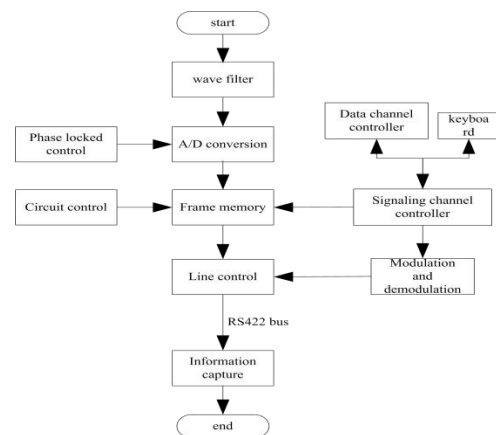 start
wave filter
Data channel
controller
keyboa
rd
Phase locked
control
A/D conversion
Circuit control
Frame memory
Signaling channel
controller
Line control
Modulation
and
demodulation
RS422 bus
Information
capture
end